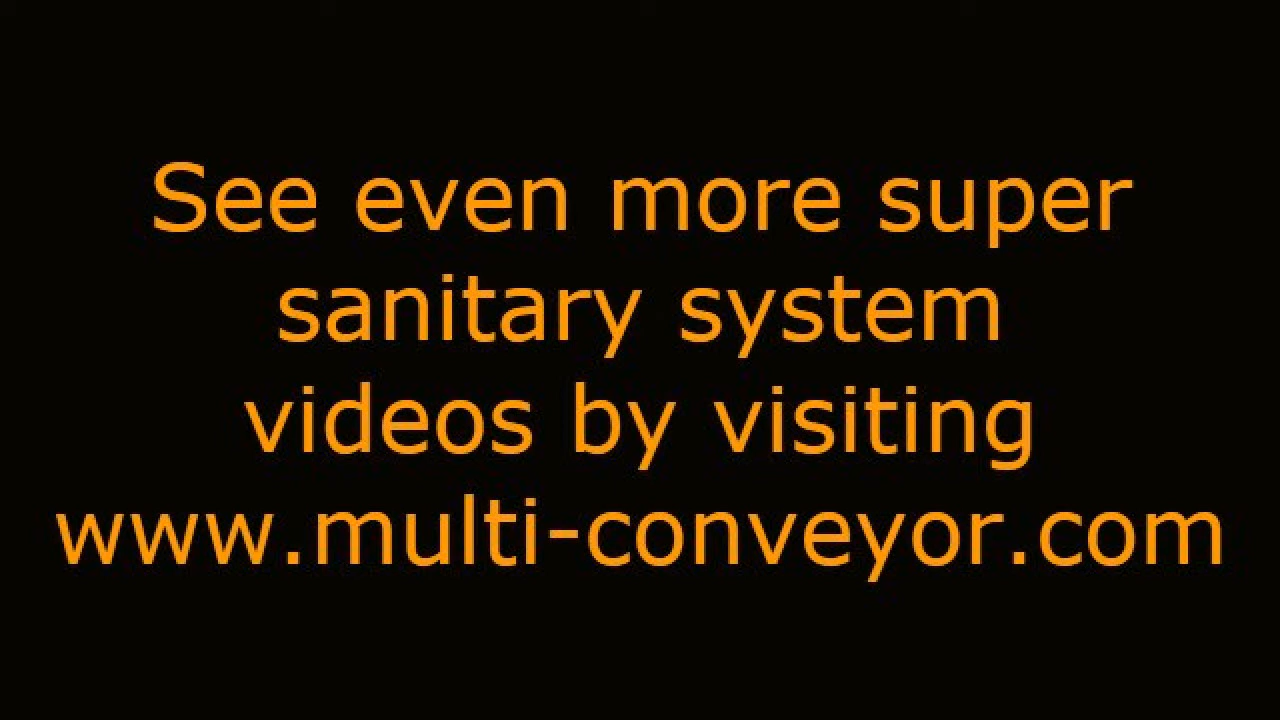 See even more super
sanitary system
videos by visiting
www.multi-conveyor.com